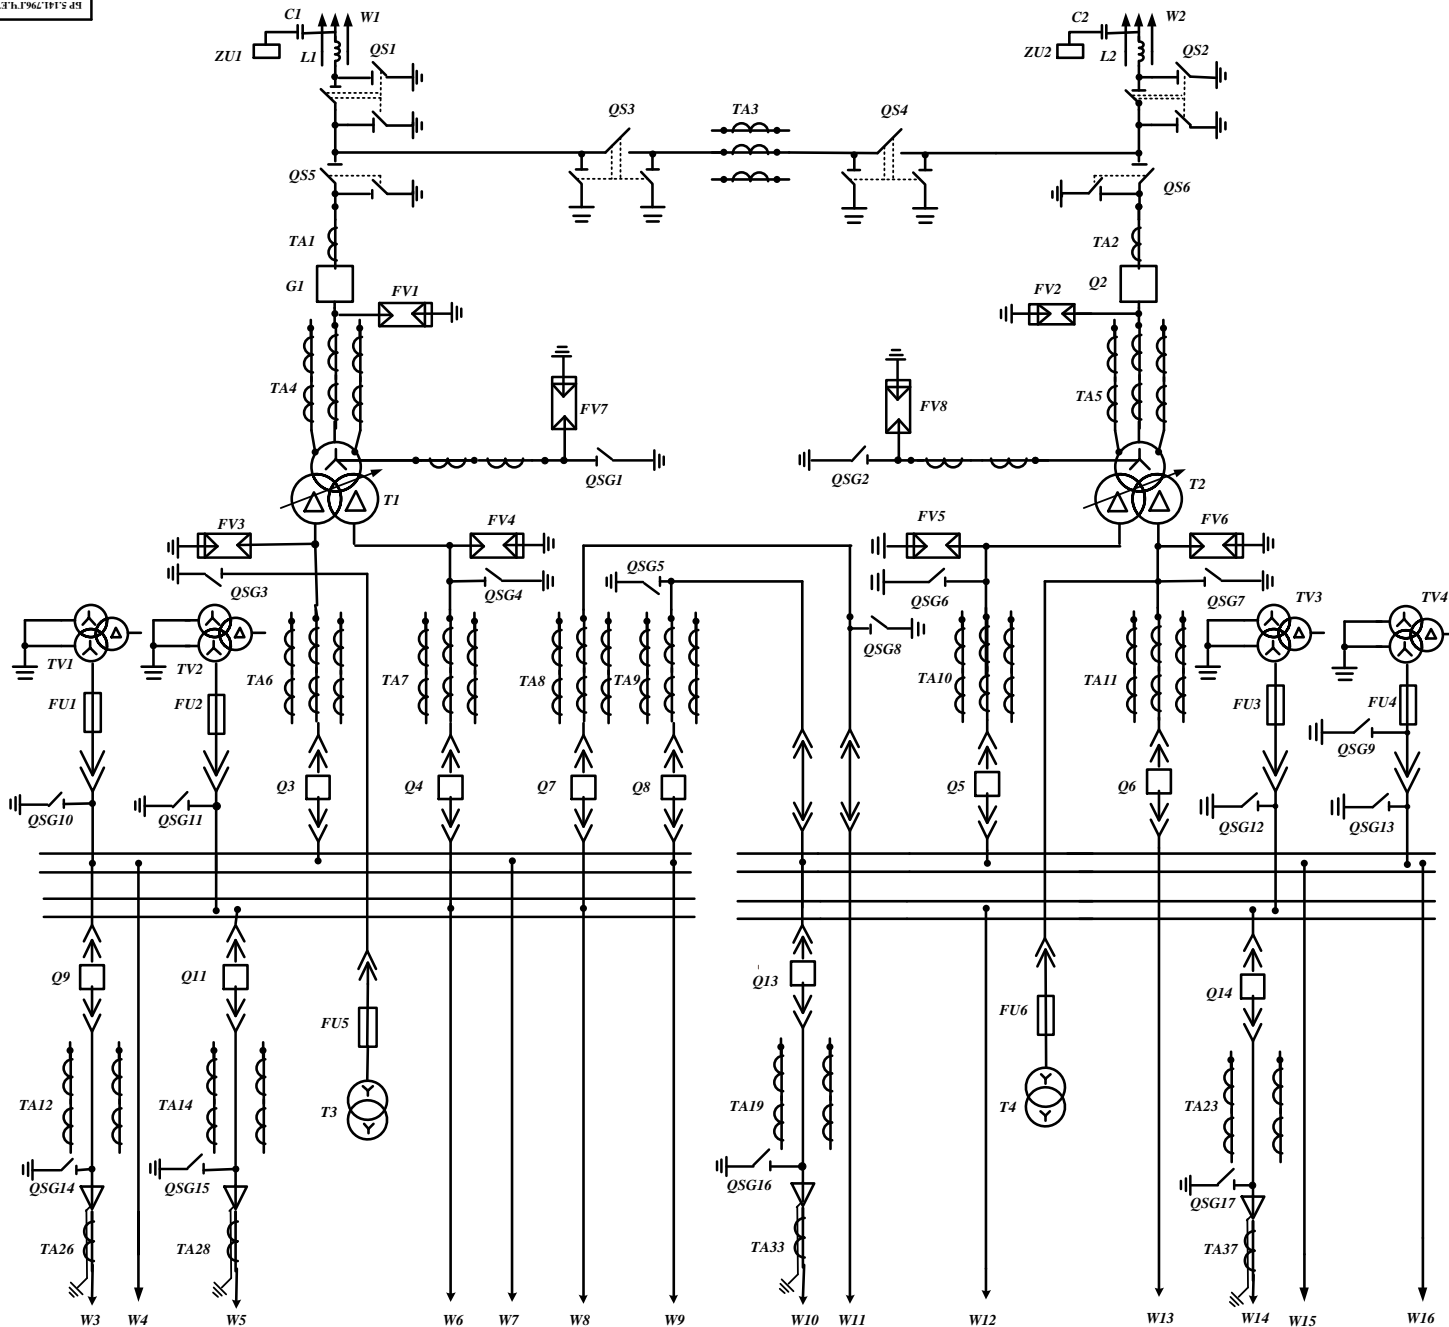 C1 W1 C2 W2
ZU1 L1 QS1 ZU2 L2 QS2
QS3 TA3 QS4
QS5 QS6
TA1 TA2
G1 FV1 FV2 Q2
TA4 FV7 FV8 TA5
QSG1 QSG2
T1 T2
FV3 FV4 FV5 FV6
QSG3 QSG4 QSG5 QSG6 QSG7
TV3 TV4
TV1 TV2 QSG8
TA6 TA7 TA8 TA9 TA10 TA11
FU1 FU2 FU3 FU4
QSG9
Q3 Q4 Q7 Q8 Q5 Q6
QSG10 QSG11 QSG12 QSG13
Q9 Q11 Q13 Q14
FU5 FU6
TA12 TA14 T3 TA19 T4 TA23
QSG14 QSG15 QSG16 QSG17
TA26 TA28 TA33 TA37
W3 W4 W5 W6 W7 W8 W9 W10 W11 W12 W13 W14 W15 W16